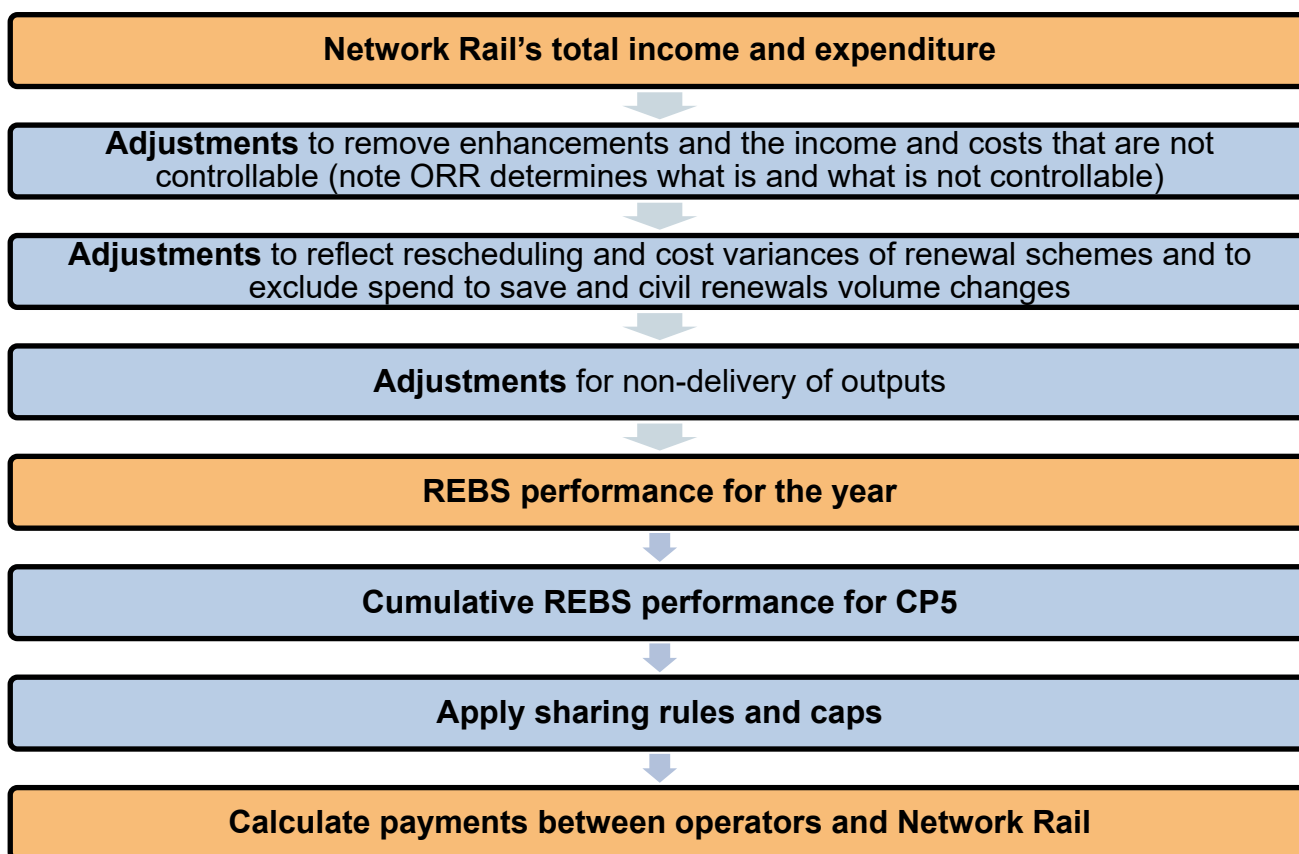 Network Rail's total income and expenditure
Adjustments to remove enhancements and the income and costs that are not
controllable (note ORR determines what is and what is not controllable)
Adjustments to reflect rescheduling and cost variances of renewal schemes and to
exclude spend to save and civil renewals volume changes
Adjustments for non-delivery of outputs
REBS performance for the year
Cumulative REBS performance for CP5
Apply sharing rules and caps
Calculate payments between operators and Network Rail